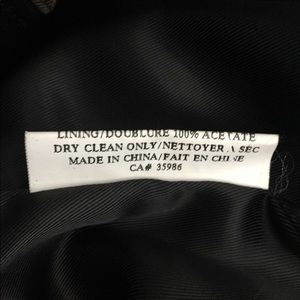 LINING/DOUBLURE 100% ACETATE
DRY CLEAN ONLY/NETTOYER A SEC
MADE IN CHINA/FAIT EN CHINE
CA# 35986